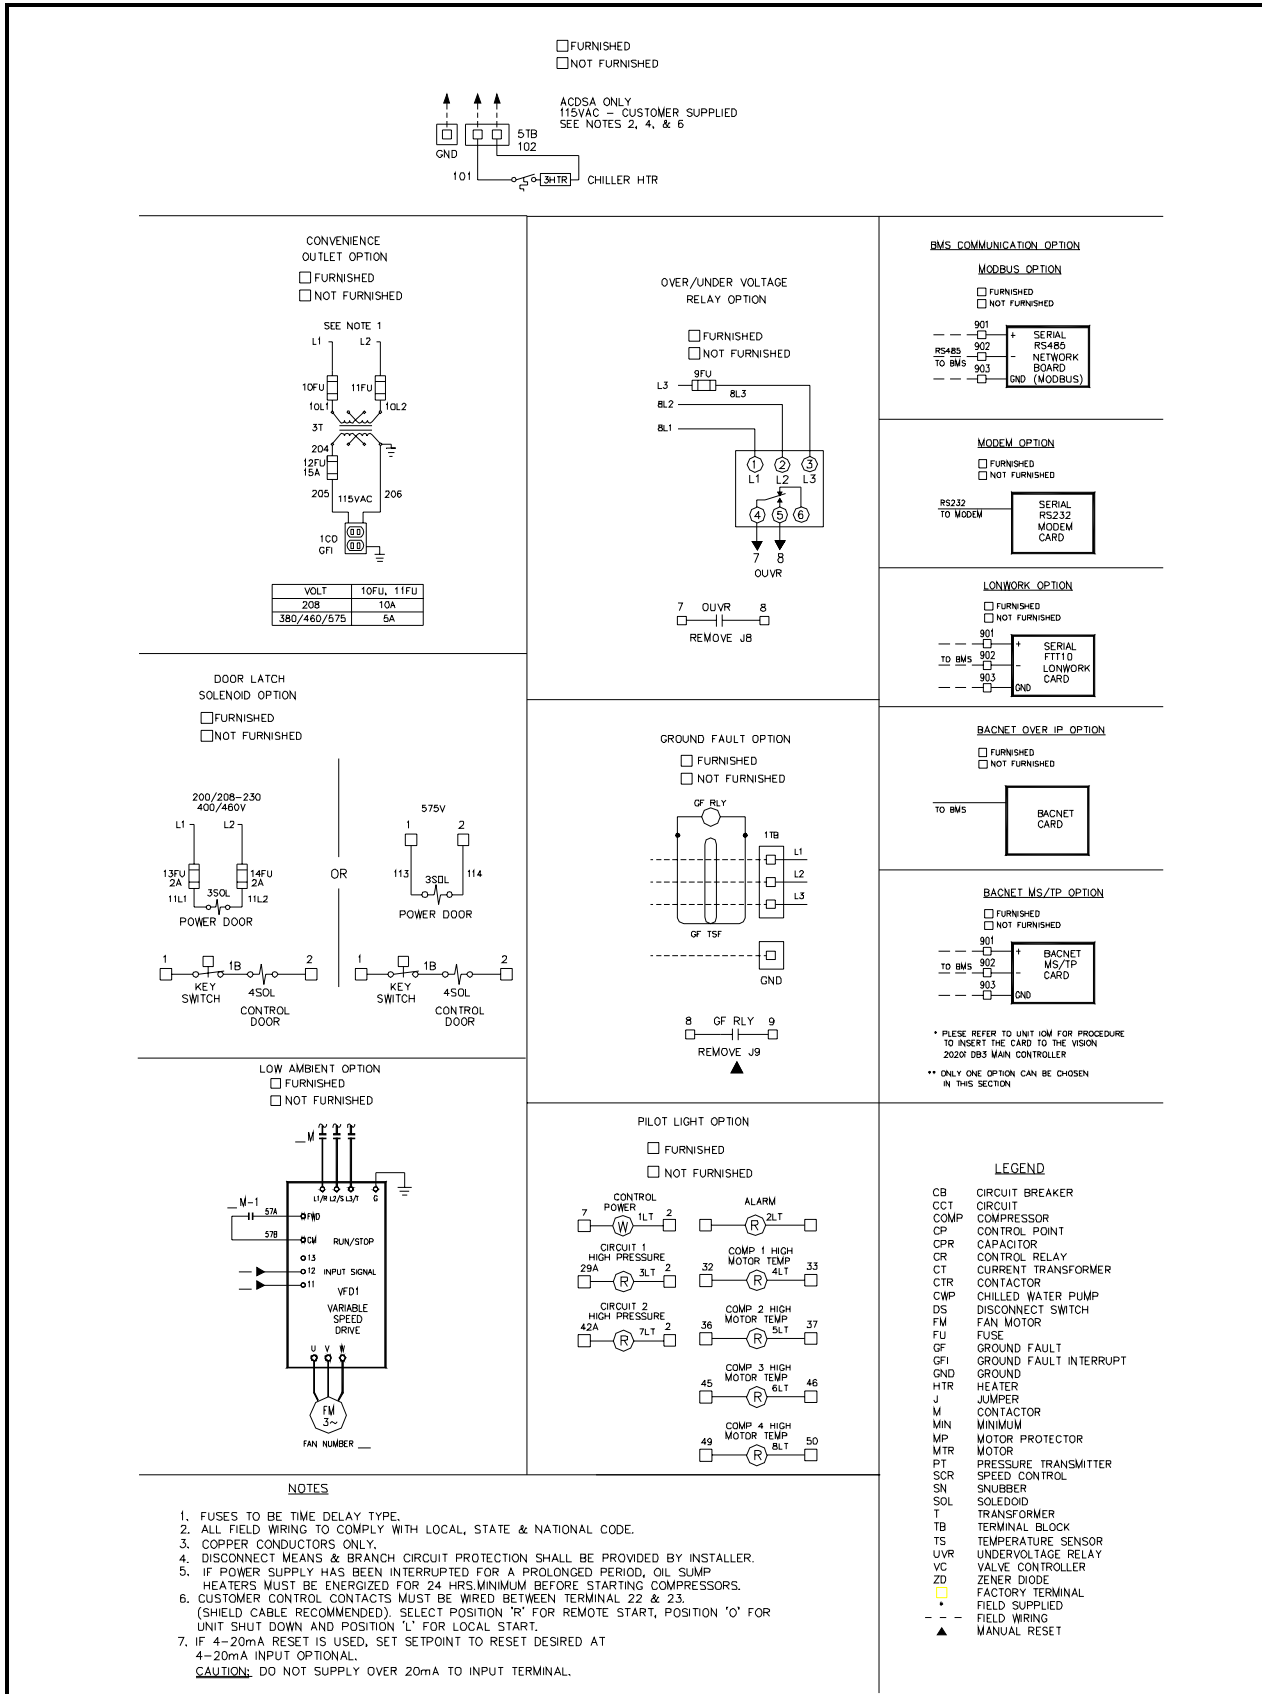 FURNISHED
NOT FURNISHED
ACDSA ONLY
115VAC - CUSTOMER SUPPLIED
SEE NOTES 2, 4, & 6
GND
5TB
102
101
3HTR
CHILLER HTR
CONVENIENCE
OUTLET OPTION
FURNISHED
NOT FURNISHED
SEE NOTE 1
L1 L2
10FU 11FU
10L1 10L2
3T
204
12FU
15A
205 115VAC 206
1CO
GFI
VOLT 10FU, 11FU
208 10A
380/460/575 5A
OVER/UNDER VOLTAGE
RELAY OPTION
FURNISHED
NOT FURNISHED
9FU
L3
8L3
8L2
8L1
1 2 3
L1 L2 L3
4 5 6
7 8
OUVR
7 OUVR 8
REMOVE J8
BMS COMMUNICATION OPTION
MODBUS OPTION
FURNISHED
NOT FURNISHED
901 + SERIAL
RS485 902 RS485
TO BMS - NETWORK
903 BOARD
GND (MODBUS)
MODEM OPTION
FURNISHED
NOT FURNISHED
RS232
TO MODEM
SERIAL
RS232
MODEM
CARD
LONWORK OPTION
FURNISHED
NOT FURNISHED
901 + SERIAL
TO BMS 902 FTT10
- LONWORK
903 CARD
GND
BACNET OVER IP OPTION
FURNISHED
NOT FURNISHED
TO BMS
BACNET
CARD
BACNET MS/TP OPTION
FURNISHED
NOT FURNISHED
901 + BACNET
TO BMS 902 MS/TP
- CARD
903
GND
* PLESE REFER TO UNIT IOM FOR PROCEDURE
TO INSERT THE CARD TO THE VISION
2020I DB3 MAIN CONTROLLER
** ONLY ONE OPTION CAN BE CHOSEN
IN THIS SECTION
DOOR LATCH
SOLENOID OPTION
FURNISHED
NOT FURNISHED
200/208-230
400/460V
L1 L2
13FU 14FU
2A 2A
11L1 3SOL 11L2
POWER DOOR
OR
575V
1 2
113 3SOL 114
POWER DOOR
1 1B 2
KEY
SWITCH
4SOL
CONTROL
DOOR
1 1B 2
KEY
SWITCH
4SOL
CONTROL
DOOR
GROUND FAULT OPTION
FURNISHED
NOT FURNISHED
GF RLY
1TB
L1
L2
L3
GF TSF
GND
8 GF RLY 9
REMOVE J9
LOW AMBIENT OPTION
FURNISHED
NOT FURNISHED
__ M
L1/R L2/S L3/T G
__ M-1
57A FWD
57B CM RUN/STOP
13
12 INPUT SIGNAL
11
VFD1
VARIABLE
SPEED
DRIVE
U V W
FM
3~
FAN NUMBER __
PILOT LIGHT OPTION
FURNISHED
NOT FURNISHED
CONTROL
POWER
7 W 1LT 2
ALARM
R 2LT
CIRCUIT 1
HIGH PRESSURE
29A R 3LT 2
COMP 1 HIGH
MOTOR TEMP
32 R 4LT 33
CIRCUIT 2
HIGH PRESSURE
42A R 7LT 2
COMP 2 HIGH
MOTOR TEMP
36 R 5LT 37
COMP 3 HIGH
MOTOR TEMP
45 R 6LT 46
COMP 4 HIGH
MOTOR TEMP
49 R 8LT 50
LEGEND
CB CIRCUIT BREAKER
CCT CIRCUIT
COMP COMPRESSOR
CP CONTROL POINT
CPR CAPACITOR
CR CONTROL RELAY
CT CURRENT TRANSFORMER
CTR CONTACTOR
CWP CHILLED WATER PUMP
DS DISCONNECT SWITCH
FM FAN MOTOR
FU FUSE
GF GROUND FAULT
GFI GROUND FAULT INTERRUPT
GND GROUND
HTR HEATER
J JUMPER
M CONTACTOR
MIN MINIMUM
MP MOTOR PROTECTOR
MTR MOTOR
PT PRESSURE TRANSMITTER
SCR SPEED CONTROL
SN SNUBBER
SOL SOLEDOID
T TRANSFORMER
TB TERMINAL BLOCK
TS TEMPERATURE SENSOR
UVR UNDERVOLTAGE RELAY
VC VALVE CONTROLLER
ZD ZENER DIODE
FACTORY TERMINAL
* FIELD SUPPLIED
--- FIELD WIRING
▲ MANUAL RESET
NOTES
1. FUSES TO BE TIME DELAY TYPE.
2. ALL FIELD WIRING TO COMPLY WITH LOCAL, STATE & NATIONAL CODE.
3. COPPER CONDUCTORS ONLY.
4. DISCONNECT MEANS & BRANCH CIRCUIT PROTECTION SHALL BE PROVIDED BY INSTALLER.
5. IF POWER SUPPLY HAS BEEN INTERRUPTED FOR A PROLONGED PERIOD, OIL SUMP
HEATERS MUST BE ENERGIZED FOR 24 HRS.MINIMUM BEFORE STARTING COMPRESSORS.
6. CUSTOMER CONTROL CONTACTS MUST BE WIRED BETWEEN TERMINAL 22 & 23.
(SHIELD CABLE RECOMMENDED). SELECT POSITION 'R' FOR REMOTE START, POSITION 'O' FOR
UNIT SHUT DOWN AND POSITION 'L' FOR LOCAL START.
7. IF 4-20mA RESET IS USED, SET SETPOINT TO RESET DESIRED AT
4-20mA INPUT OPTIONAL.
CAUTION: DO NOT SUPPLY OVER 20mA TO INPUT TERMINAL.